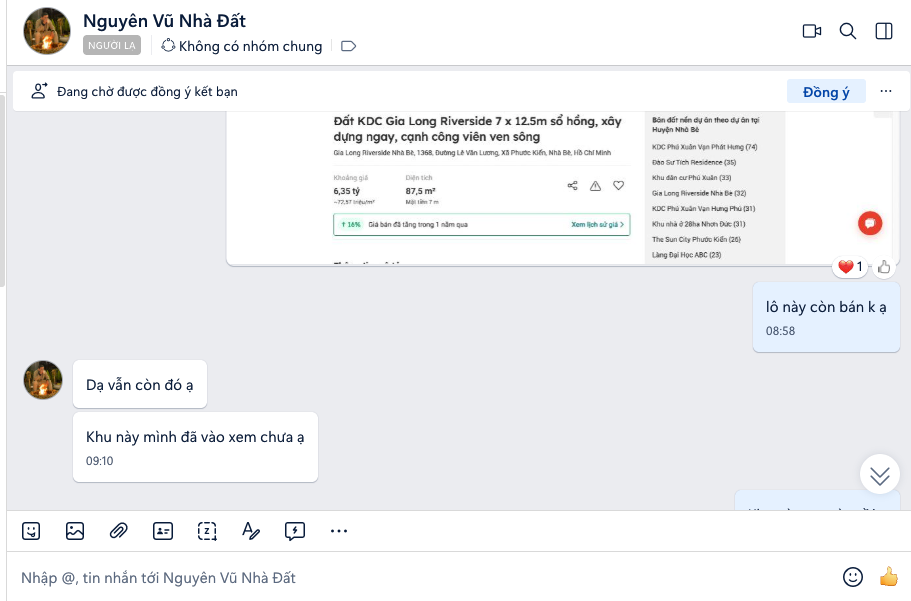 Nguyên Vũ Nhà Đất
NGƯỜI LẠ
Không có nhóm chung
Đang chờ được đồng ý kết bạn
Đồng ý
Đất KDC Gia Long Riverside 7 x 12.5m sổ hồng, xây
dựng ngay, cạnh công viên ven sông
Gia Long Riverside Nhà Bè, 1368, Đường Lê Văn Lương, Xã Phước Kiển, Nhà Bè, Hồ Chí Minh
Khoảng giá
Diện tích
6,35 tỷ
87,5 m²
~72,57 triệu/m²
Mặt tiền 7 m
16%
Giá bán đã tăng trong 1 năm qua
Xem lịch sử giá
Bán đất nền dự án theo dự án tại
Huyện Nhà Bè
KDC Phú Xuân Vạn Phát Hưng (74)
Đào Sư Tích Residence (35)
Khu dân cư Phú Xuân (33)
Gia Long Riverside Nhà Bè (32)
KDC Phú Xuân Vạn Hưng Phú (31)
Khu nhà ở 28ha Nhơn Đức (31)
The Sun City Phước Kiển (26)
Làng Đại Học ABC (23)
1
lô này còn bán k ạ
08:58
Dạ vẫn còn đó ạ
Khu này mình đã vào xem chưa ạ
09:10
Nhập @, tin nhắn tới Nguyên Vũ Nhà Đất